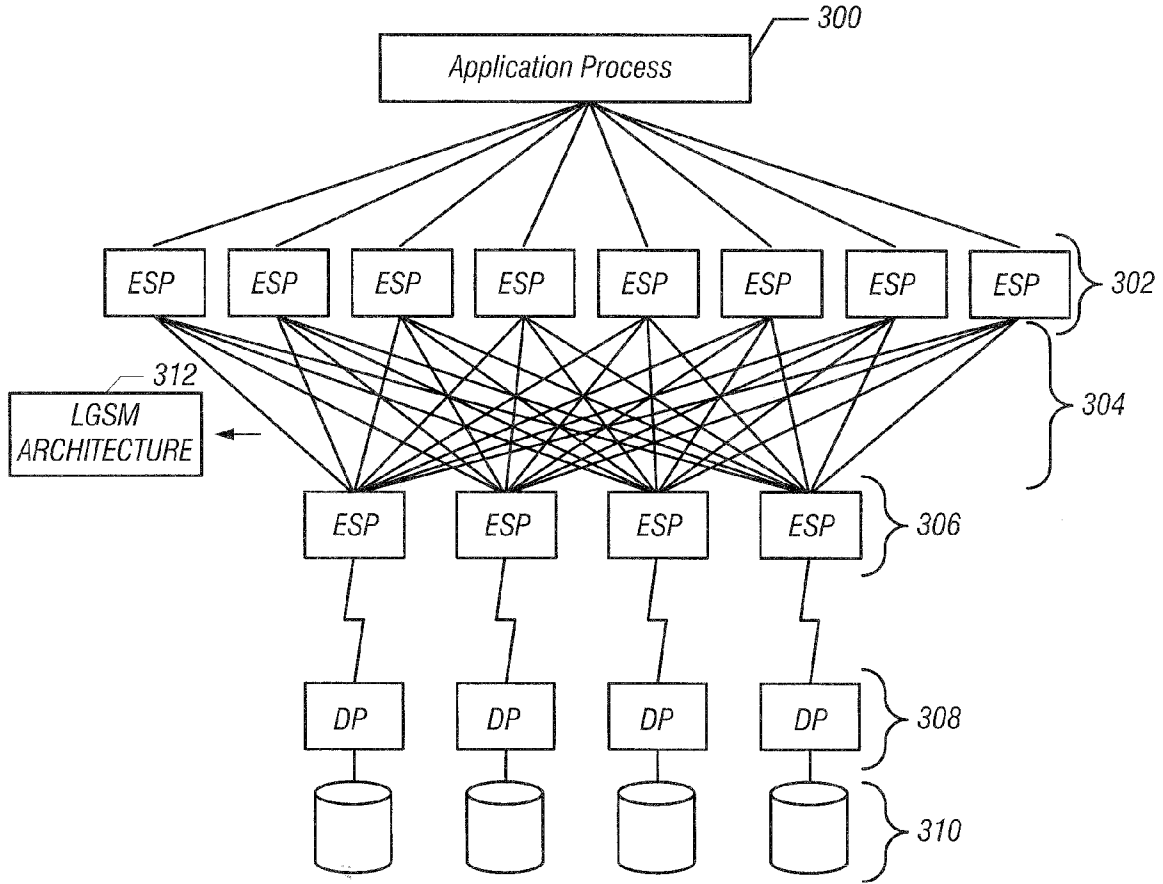 300
Application Process
ESP ESP ESP ESP ESP ESP ESP ESP
302
312
LGSM
ARCHITECTURE
304
ESP ESP ESP ESP
306
DP DP DP DP
308
310